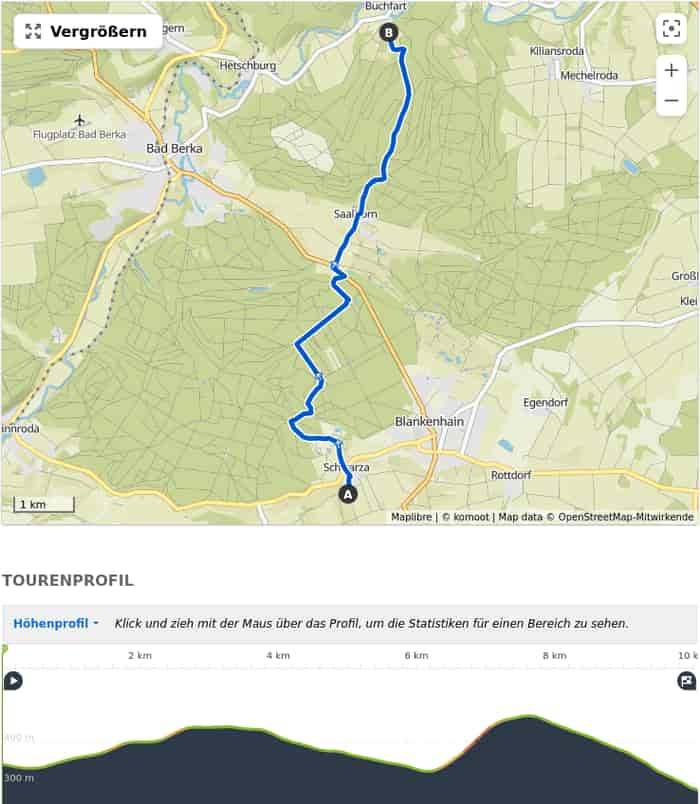 Buchfart
B
Vergrößern
gern
Kiliansroda
Hetschburg
Mechelroda
Flugplatz Bad Berka
Bad Berka
Saalborn
Groß
Klei
Egendorf
Blankenhain
innroda
Schwarza
Rottdorf
A
1 km
Maplibre | © komoot | Map data © OpenStreetMap-Mitwirkende
TOURENPROFIL
Höhenprofil Klick und zieh mit der Maus über das Profil, um die Statistiken für einen Bereich zu sehen.
2 km 4 km 6 km 8 km 10 k
400 m
300 m